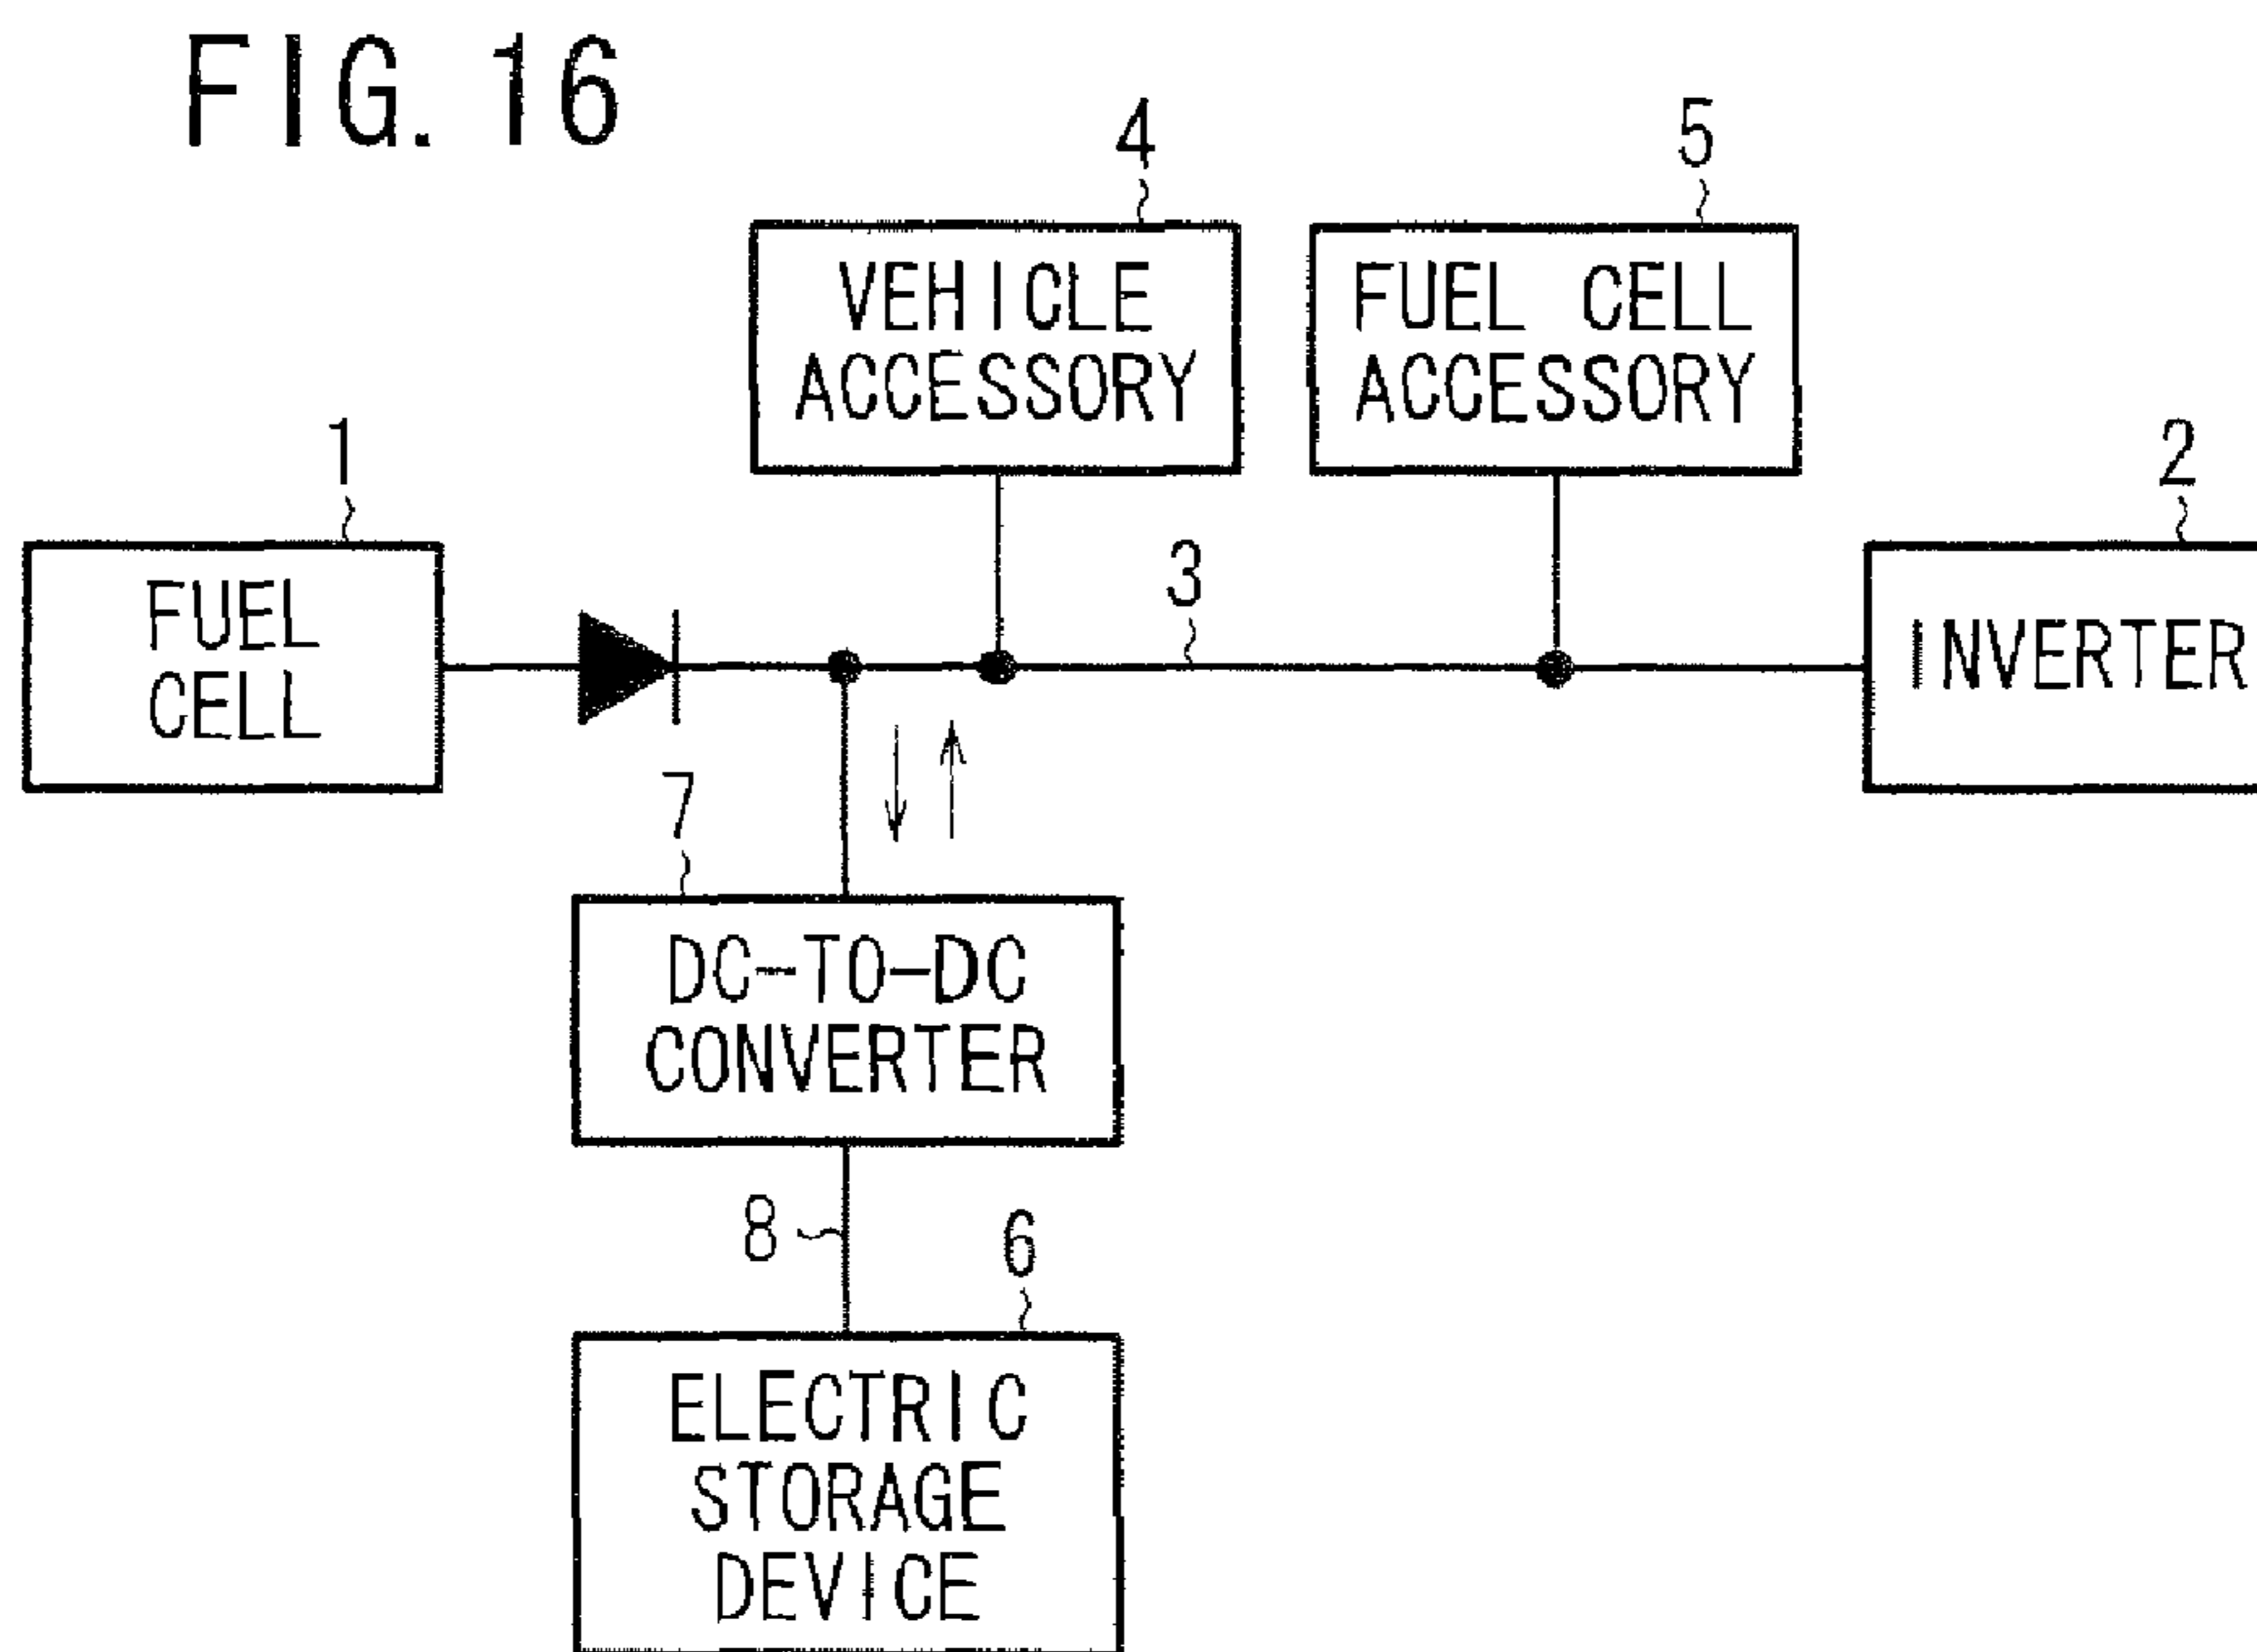 FIG. 16
4
5
VEHICLE
ACCESSORY
FUEL CELL
ACCESSORY
1
2
FUEL
CELL
3
INVERTER
7
DC-TO-DC
CONVERTER
8
6
ELECTRIC
STORAGE
DEVICE